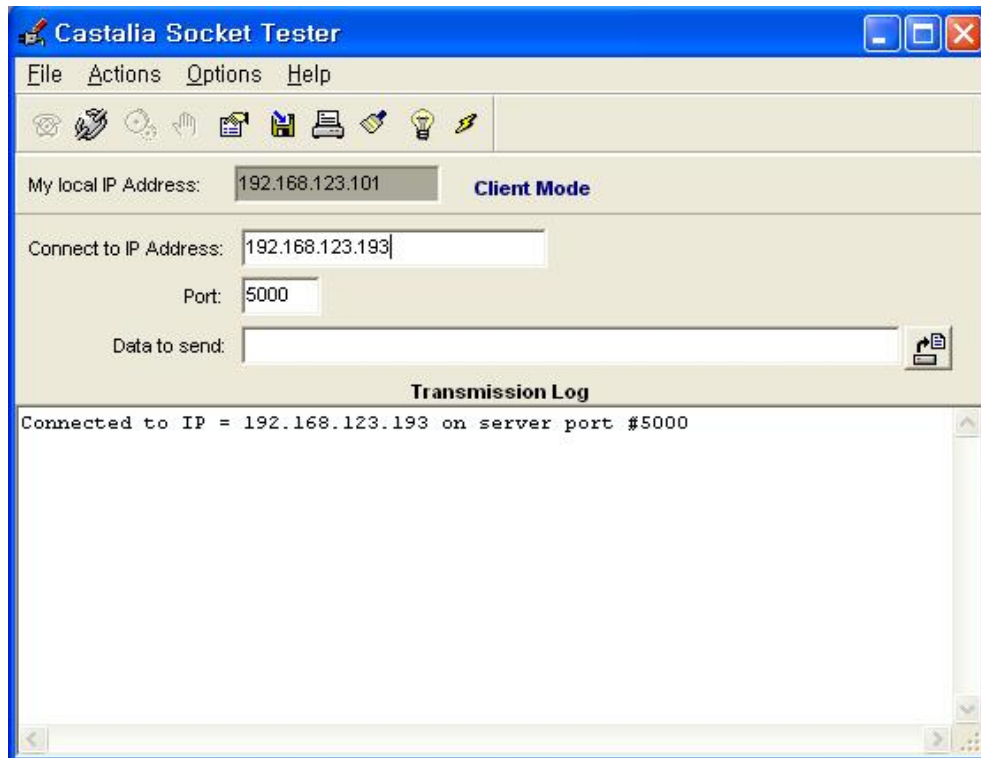 Castalia Socket Tester
File Actions Options Help
My local IP Address: 192.168.123.101 Client Mode
Connect to IP Address: 192.168.123.193
Port: 5000
Data to send:
Transmission Log
Connected to IP = 192.168.123.193 on server port #5000